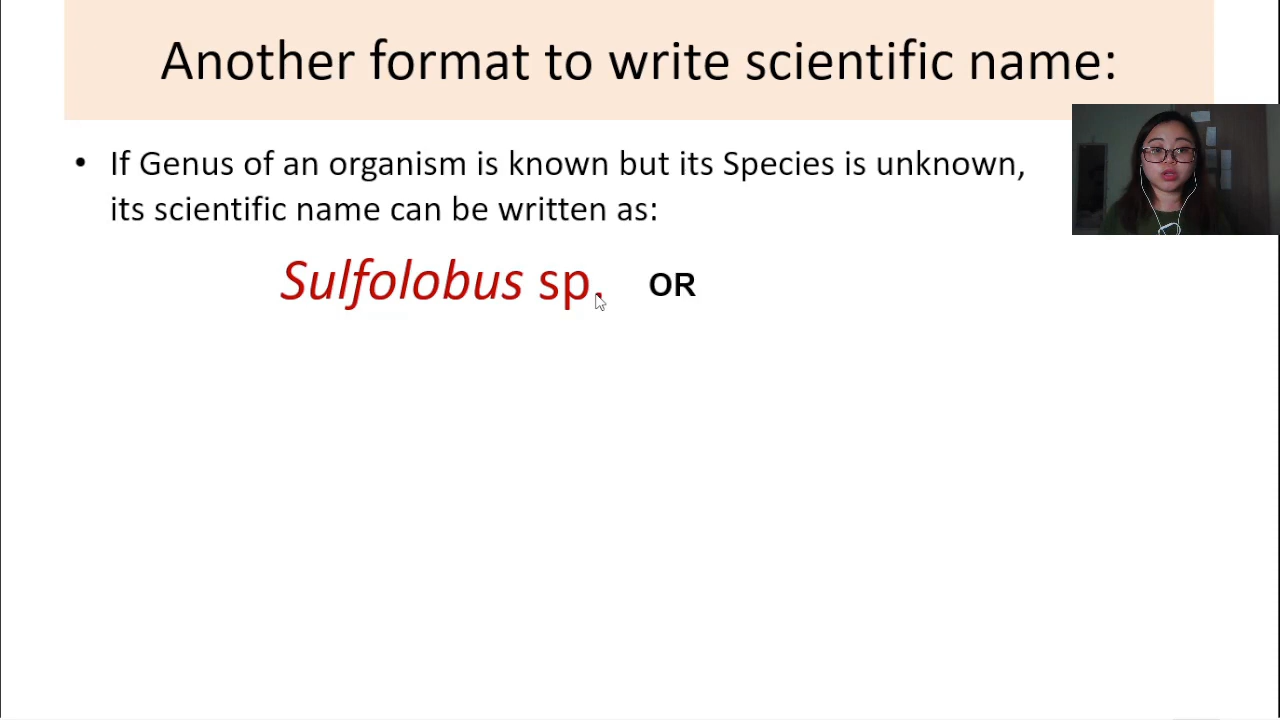 Another format to write scientific name:
• If Genus of an organism is known but its Species is unknown,
its scientific name can be written as:
Sulfolobus sp. OR